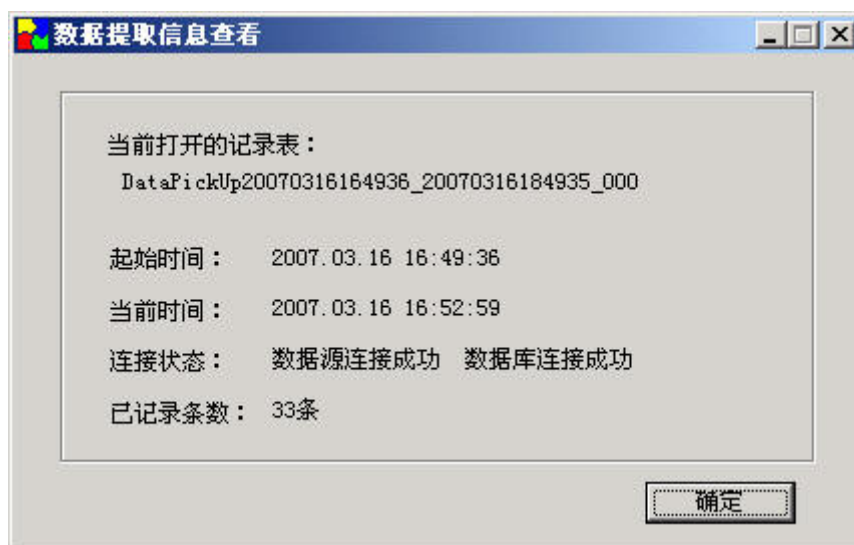 数据提取信息查看
当前打开的记录表：
DataPickUp20070316164936_20070316184935_000
起始时间： 2007.03.16 16:49:36
当前时间： 2007.03.16 16:52:59
连接状态： 数据源连接成功 数据库连接成功
已记录条数： 33条
确定